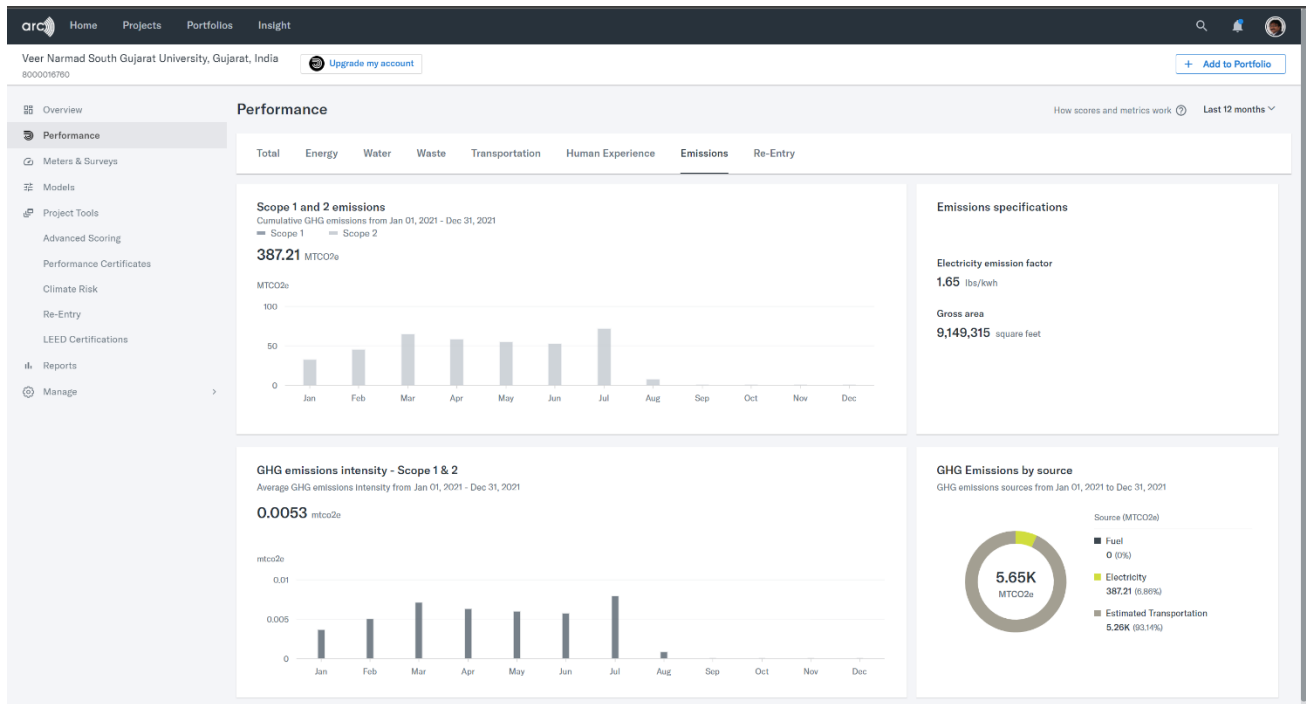 arc Home Projects Portfolios Insight
Veer Narmad South Gujarat University, Gujarat, India
8000016760
Upgrade my account
+ Add to Portfolio
Overview
Performance
Meters & Surveys
Models
Project Tools
Advanced Scoring
Performance Certificates
Climate Risk
Re-Entry
LEED Certifications
Reports
Manage
Performance
How scores and metrics work ? Last 12 months
Total Energy Water Waste Transportation Human Experience Emissions Re-Entry
Scope 1 and 2 emissions
Cumulative GHG emissions from Jan 01, 2021 - Dec 31, 2021
Scope 1 Scope 2
387.21 MTCO2e
MTCO2e
100
50
0
Jan Feb Mar Apr May Jun Jul Aug Sep Oct Nov Dec
Emissions specifications
Electricity emission factor
1.65 lbs/kwh
Gross area
9,149,315 square feet
GHG emissions intensity - Scope 1 & 2
Average GHG emissions intensity from Jan 01, 2021 - Dec 31, 2021
0.0053 mtco2e
mtco2e
0.01
0.005
0
Jan Feb Mar Apr May Jun Jul Aug Sep Oct Nov Dec
GHG Emissions by source
GHG emissions sources from Jan 01, 2021 to Dec 31, 2021
5.65K
MTCO2e
Source (MTCO2e)
Fuel
0 (0%)
Electricity
387.21 (6.86%)
Estimated Transportation
5.26K (93.14%)